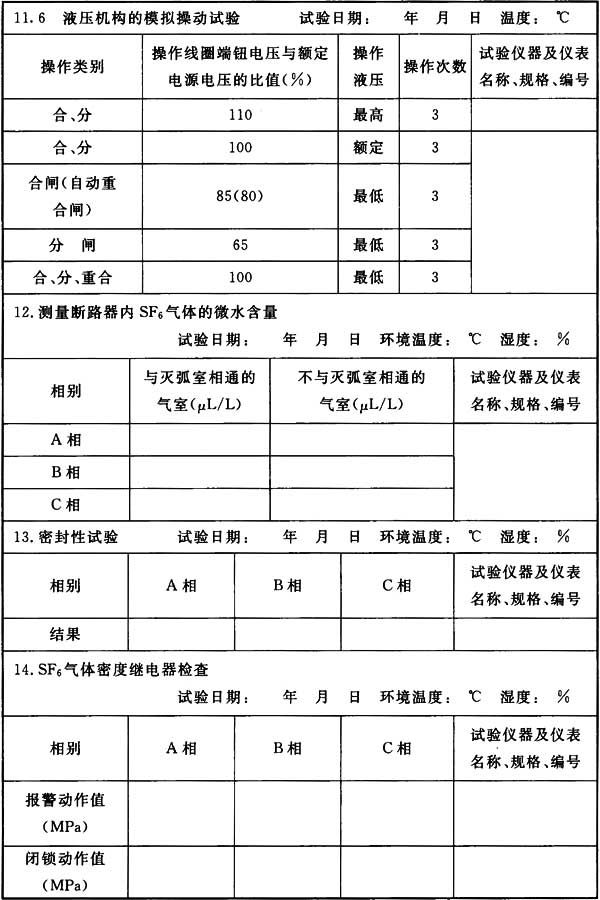 11.6 液压机构的模拟操动试验 试验日期： 年 月 日 温度： ℃
操作类别 操作线圈端钮电压与额定电源电压的比值(％) 操作液压 操作次数 试验仪器及仪表名称、规格、编号
合、分 110 最高 3
合、分 100 额定 3
合闸(自动重合闸) 85(80) 最低 3
分 闸 65 最低 3
合、分、重合 100 最低 3
12.测量断路器内 SF₆气体的微水含量
试验日期： 年 月 日 环境温度： ℃ 湿度： ％
相别 与灭弧室相通的气室(μL/L) 不与灭弧室相通的气室(μL/L) 试验仪器及仪表名称、规格、编号
A 相
B 相
C 相
13.密封性试验 试验日期： 年 月 日 环境温度： ℃ 湿度： ％
相别 A 相 B 相 C 相 试验仪器及仪表名称、规格、编号
结果
14.SF₆气体密度继电器检查
试验日期： 年 月 日 环境温度： ℃ 湿度： ％
相别 A 相 B 相 C 相 试验仪器及仪表名称、规格、编号
报警动作值(MPa)
闭锁动作值(MPa)